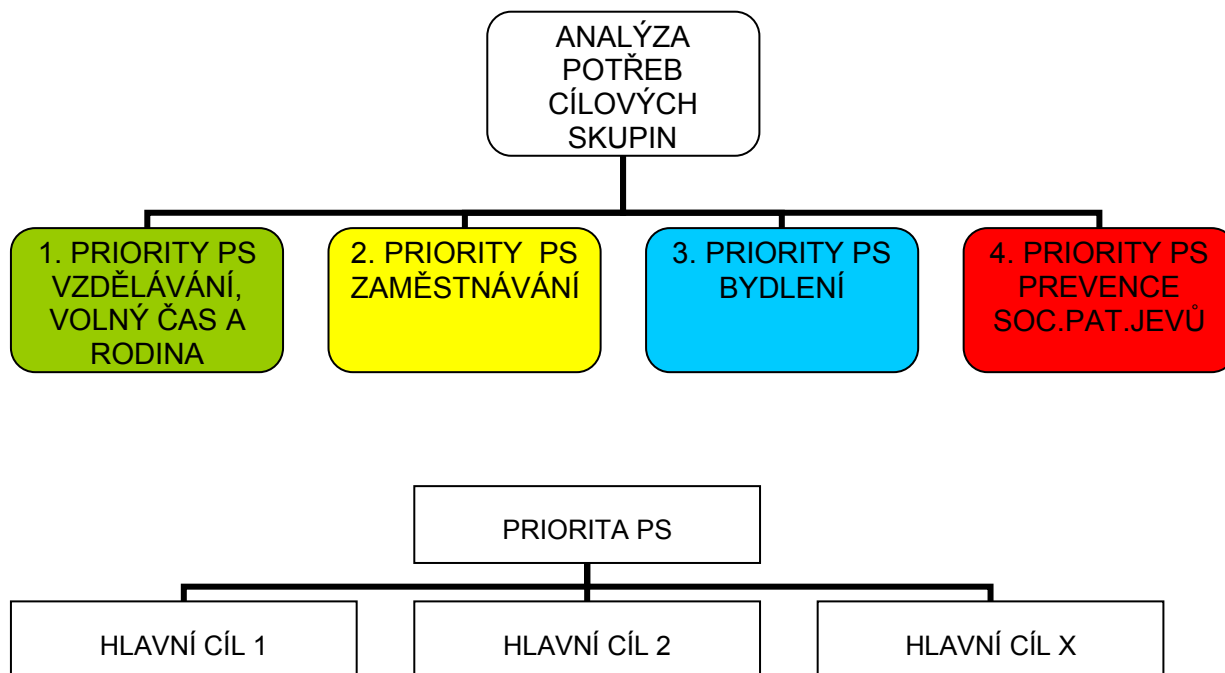 ANALÝZA
POTŘEB
CÍLOVÝCH
SKUPIN
1. PRIORITY PS
VZDĚLÁVÁNÍ,
VOLNÝ ČAS A
RODINA
2. PRIORITY PS
ZAMĚSTNÁVÁNÍ
3. PRIORITY PS
BYDLENÍ
4. PRIORITY PS
PREVENCE
SOC.PAT.JEVŮ
PRIORITA PS
HLAVNÍ CÍL 1
HLAVNÍ CÍL 2
HLAVNÍ CÍL X